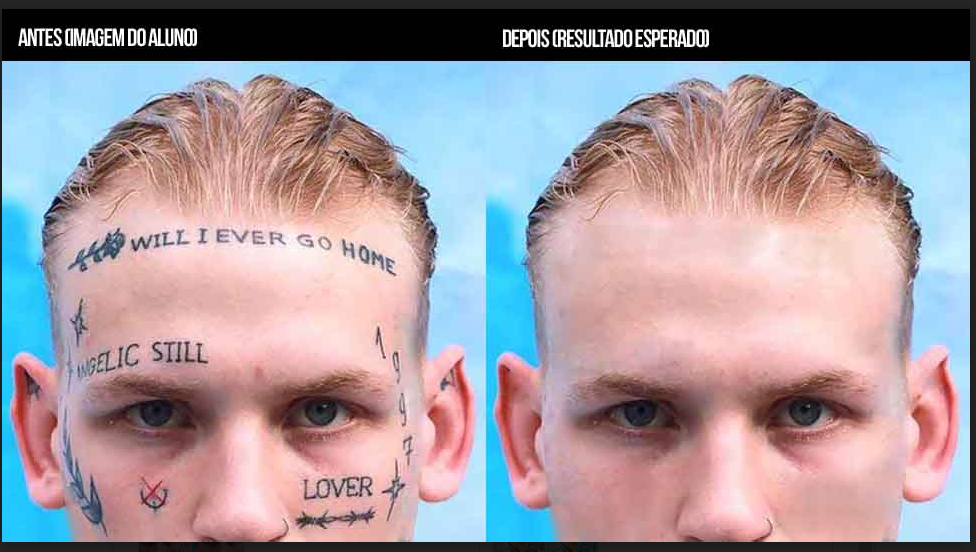 ANTES (IMAGEM DO ALUNO)
DEPOIS (RESULTADO ESPERADO)
WILL I EVER GO HOME
ANGELIC STILL
1997
LOVER